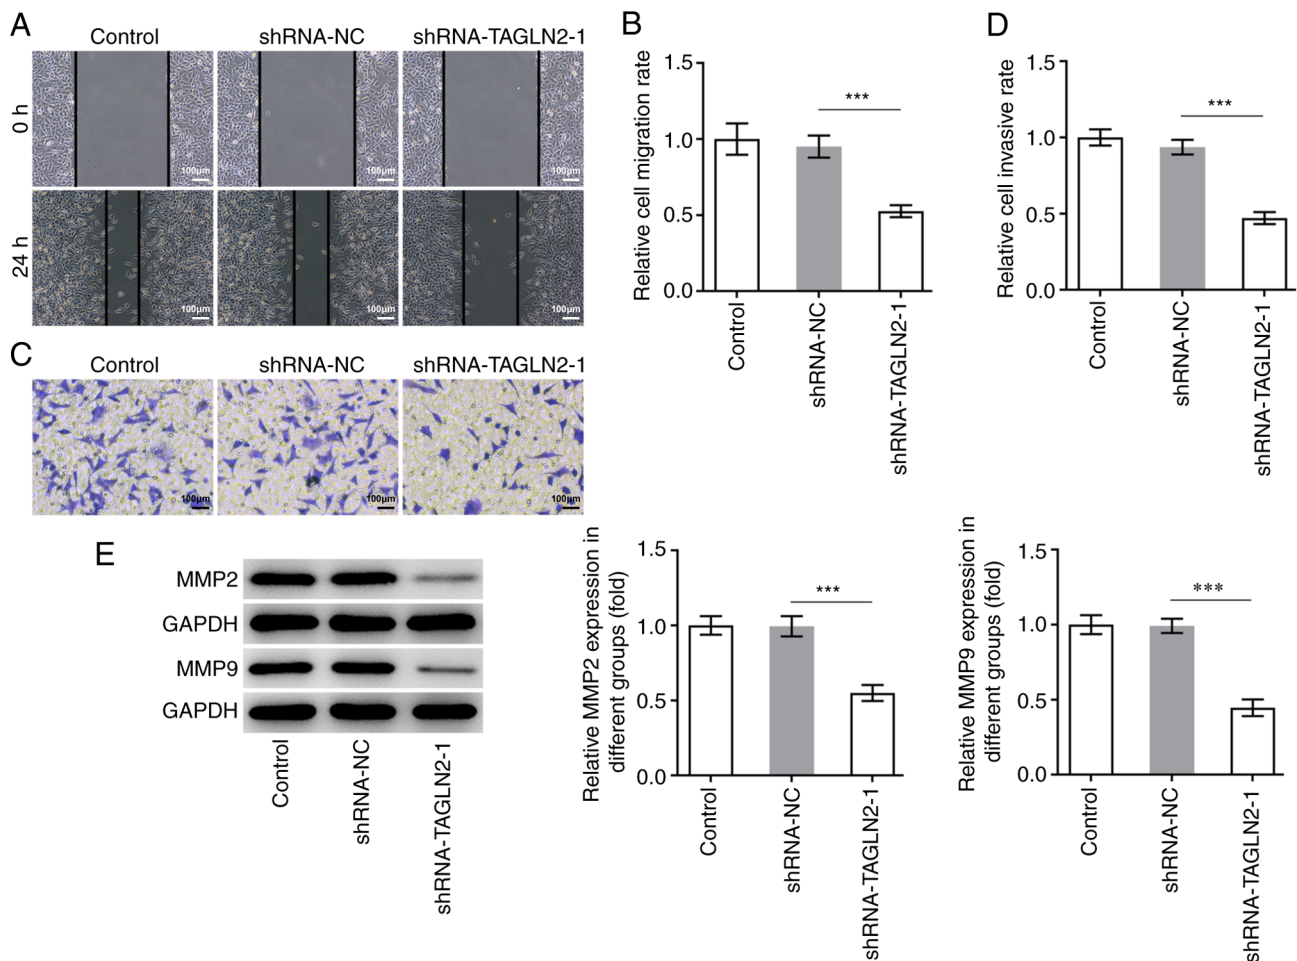 A
Control
shRNA-NC
shRNA-TAGLN2-1
0 h
100μm
100μm
100μm
24 h
100μm
100μm
100μm
B
Relative cell migration rate
1.5
1.0
0.5
0.0
***
Control
shRNA-NC
shRNA-TAGLN2-1
D
Relative cell invasive rate
1.5
1.0
0.5
0.0
***
Control
shRNA-NC
shRNA-TAGLN2-1
C
Control
shRNA-NC
shRNA-TAGLN2-1
100μm
100μm
100μm
E
MMP2
GAPDH
MMP9
GAPDH
Control
shRNA-NC
shRNA-TAGLN2-1
Relative MMP2 expression in
different groups (fold)
1.5
1.0
0.5
0.0
***
Control
shRNA-NC
shRNA-TAGLN2-1
Relative MMP9 expression in
different groups (fold)
1.5
1.0
0.5
0.0
***
Control
shRNA-NC
shRNA-TAGLN2-1